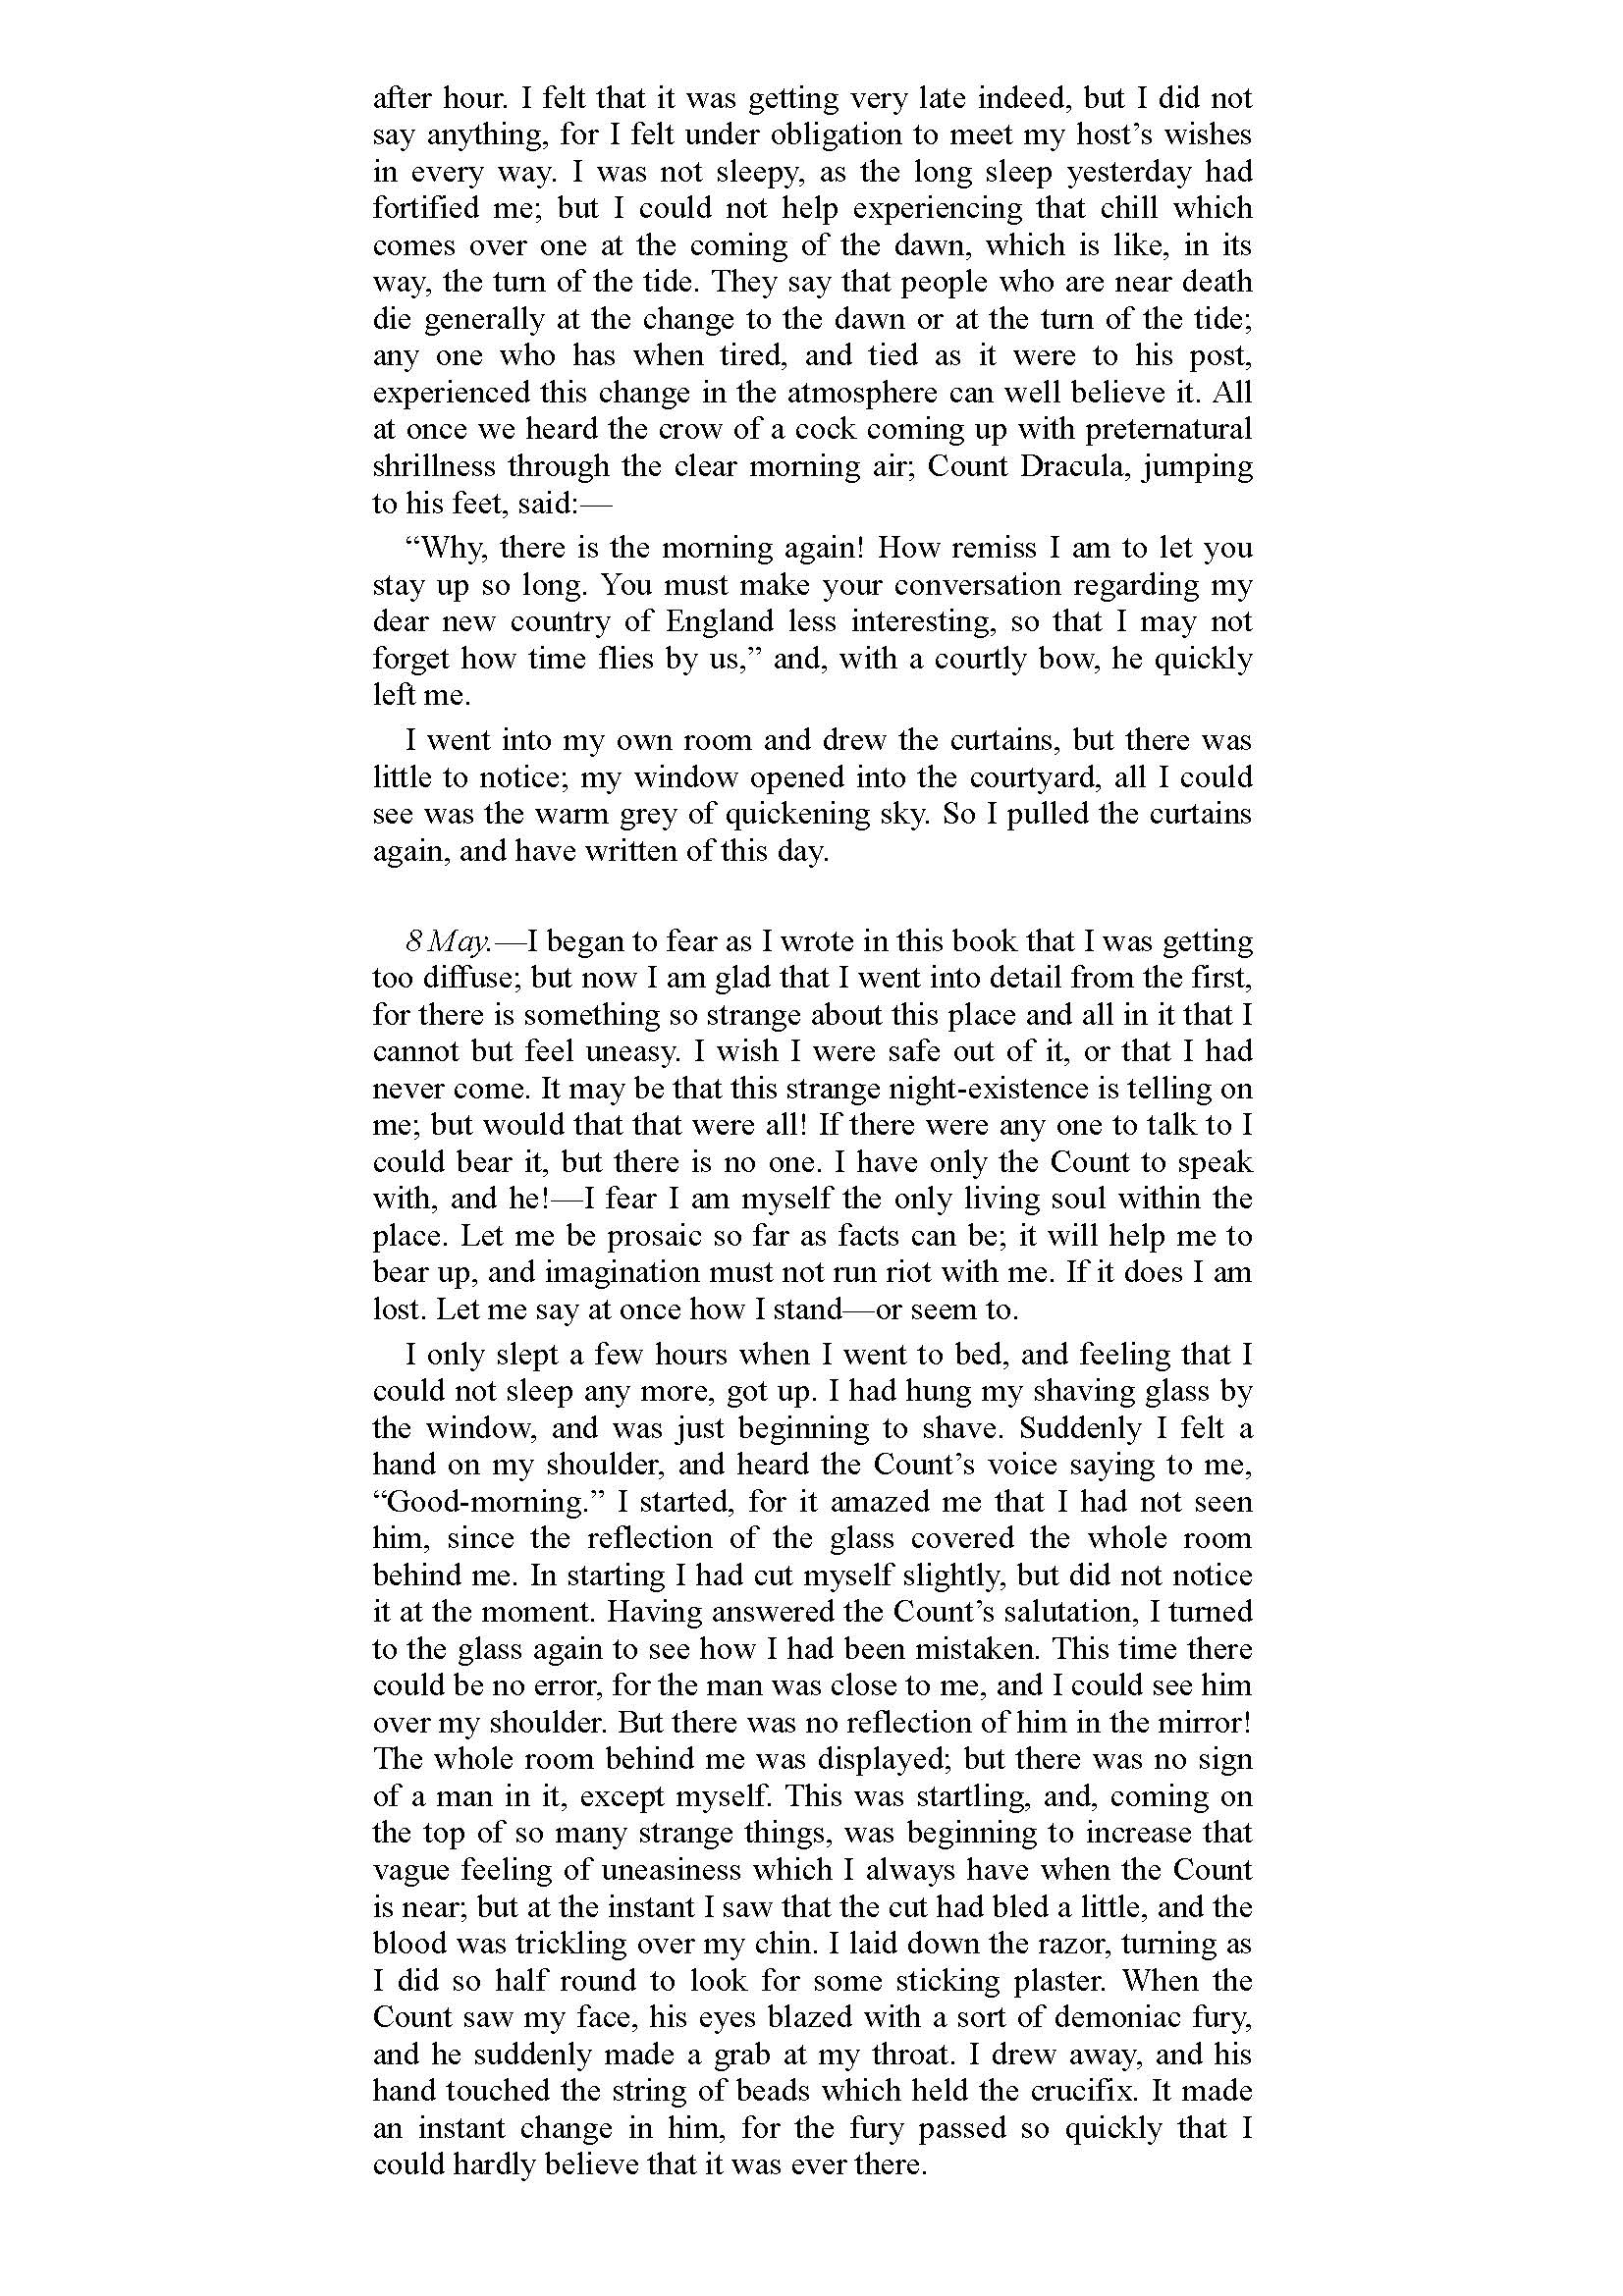 after hour. I felt that it was getting very late indeed, but I did not
say anything, for I felt under obligation to meet my host’s wishes
in every way. I was not sleepy, as the long sleep yesterday had
fortified me; but I could not help experiencing that chill which
comes over one at the coming of the dawn, which is like, in its
way, the turn of the tide. They say that people who are near death
die generally at the change to the dawn or at the turn of the tide;
any one who has when tired, and tied as it were to his post,
experienced this change in the atmosphere can well believe it. All
at once we heard the crow of a cock coming up with preternatural
shrillness through the clear morning air; Count Dracula, jumping
to his feet, said:—
“Why, there is the morning again! How remiss I am to let you
stay up so long. You must make your conversation regarding my
dear new country of England less interesting, so that I may not
forget how time flies by us,” and, with a courtly bow, he quickly
left me.
I went into my own room and drew the curtains, but there was
little to notice; my window opened into the courtyard, all I could
see was the warm grey of quickening sky. So I pulled the curtains
again, and have written of this day.
8 May.—I began to fear as I wrote in this book that I was getting
too diffuse; but now I am glad that I went into detail from the first,
for there is something so strange about this place and all in it that I
cannot but feel uneasy. I wish I were safe out of it, or that I had
never come. It may be that this strange night-existence is telling on
me; but would that that were all! If there were any one to talk to I
could bear it, but there is no one. I have only the Count to speak
with, and he!—I fear I am myself the only living soul within the
place. Let me be prosaic so far as facts can be; it will help me to
bear up, and imagination must not run riot with me. If it does I am
lost. Let me say at once how I stand—or seem to.
I only slept a few hours when I went to bed, and feeling that I
could not sleep any more, got up. I had hung my shaving glass by
the window, and was just beginning to shave. Suddenly I felt a
hand on my shoulder, and heard the Count’s voice saying to me,
“Good-morning.” I started, for it amazed me that I had not seen
him, since the reflection of the glass covered the whole room
behind me. In starting I had cut myself slightly, but did not notice
it at the moment. Having answered the Count’s salutation, I turned
to the glass again to see how I had been mistaken. This time there
could be no error, for the man was close to me, and I could see him
over my shoulder. But there was no reflection of him in the mirror!
The whole room behind me was displayed; but there was no sign
of a man in it, except myself. This was startling, and, coming on
the top of so many strange things, was beginning to increase that
vague feeling of uneasiness which I always have when the Count
is near; but at the instant I saw that the cut had bled a little, and the
blood was trickling over my chin. I laid down the razor, turning as
I did so half round to look for some sticking plaster. When the
Count saw my face, his eyes blazed with a sort of demoniac fury,
and he suddenly made a grab at my throat. I drew away, and his
hand touched the string of beads which held the crucifix. It made
an instant change in him, for the fury passed so quickly that I
could hardly believe that it was ever there.